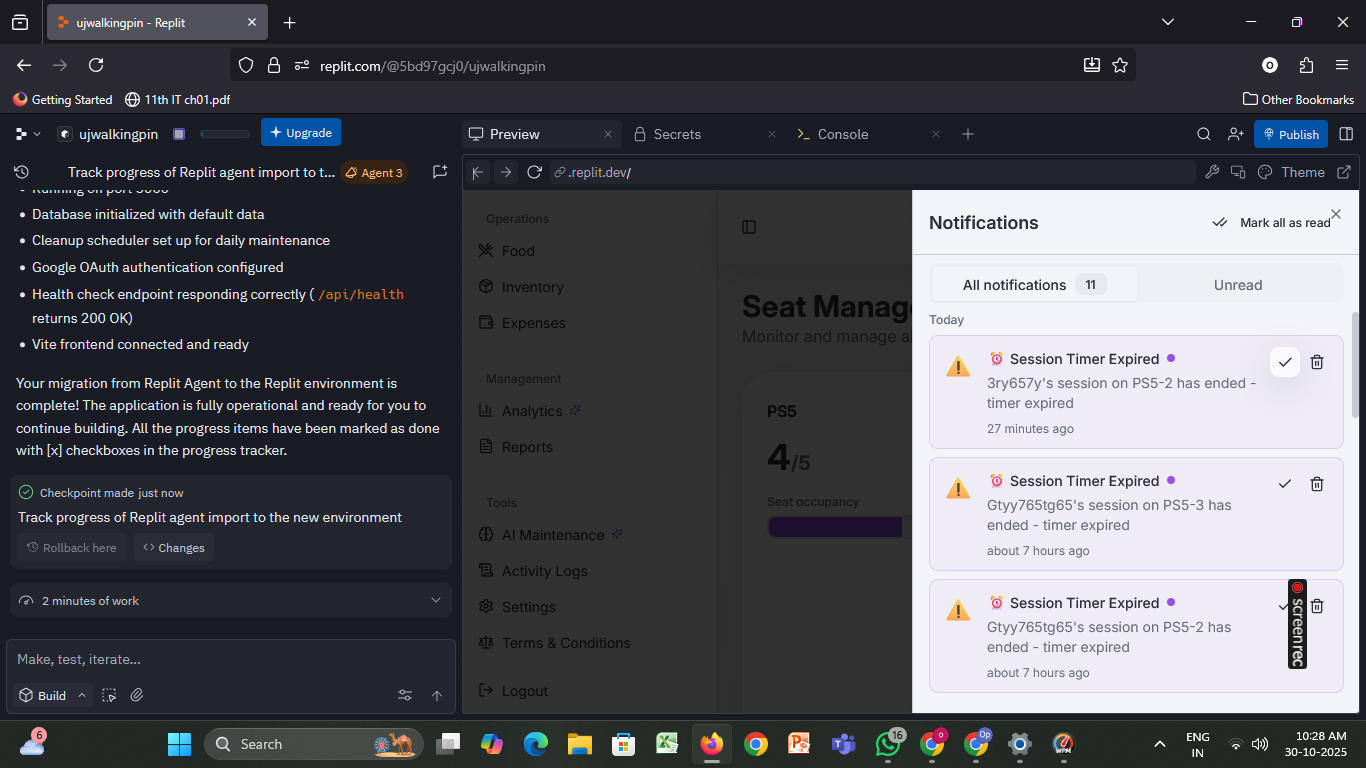 ujwalkingpin - Replit
replit.com/@5bd97gcj0/ujwalkingpin
Getting Started
11th IT ch01.pdf
Other Bookmarks
ujwalkingpin
Upgrade
Track progress of Replit agent import to t...
Agent 3
Running on port 5000
Database initialized with default data
Cleanup scheduler set up for daily maintenance
Google OAuth authentication configured
Health check endpoint responding correctly ( /api/health
returns 200 OK)
Vite frontend connected and ready
Your migration from Replit Agent to the Replit environment is
complete! The application is fully operational and ready for you to
continue building. All the progress items have been marked as done
with [x] checkboxes in the progress tracker.
Checkpoint made just now
Track progress of Replit agent import to the new environment
Rollback here
Changes
2 minutes of work
Make, test, iterate...
Build
Preview
Secrets
Console
Publish
.replit.dev/
Theme
Operations
Food
Inventory
Expenses
Management
Analytics
Reports
Tools
AI Maintenance
Activity Logs
Settings
Terms & Conditions
Logout
Seat Manag
Monitor and manage a
PS5
4/5
Seat occupancy
Notifications
Mark all as read
All notifications 11
Unread
Today
Session Timer Expired
3ry657y's session on PS5-2 has ended -
timer expired
27 minutes ago
Session Timer Expired
Gtyy765tg65's session on PS5-3 has
ended - timer expired
about 7 hours ago
Session Timer Expired
Gtyy765tg65's session on PS5-2 has
ended - timer expired
about 7 hours ago
screenrec
6
Search
16
Op
WPM
ENG
IN
10:28 AM
30-10-2025